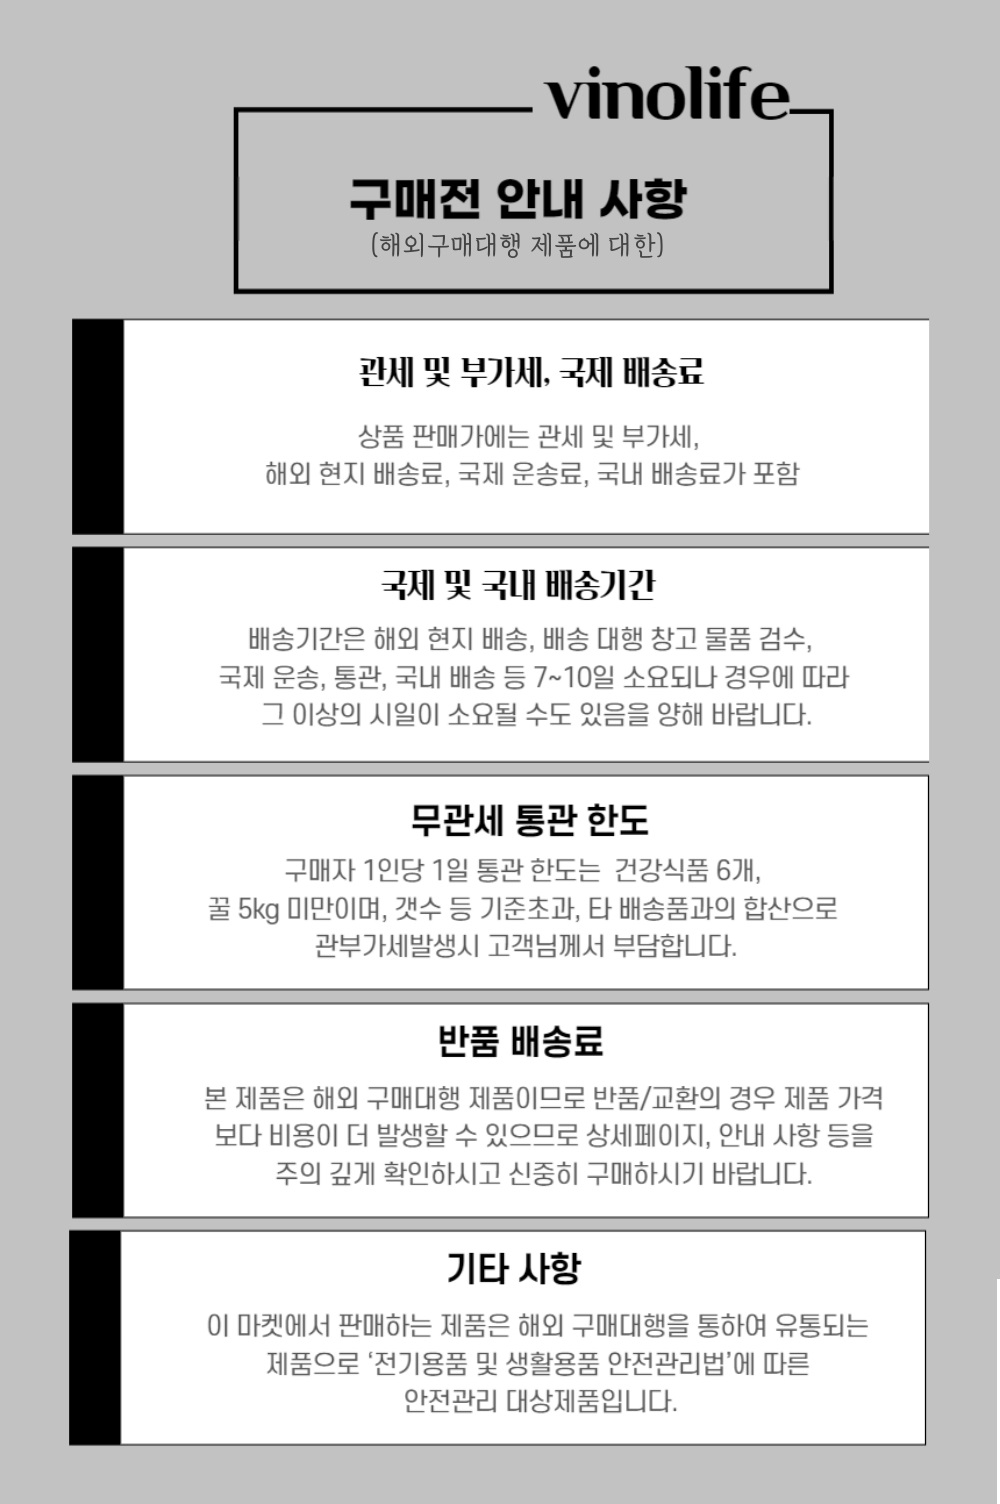 vinolife
구매전 안내 사항
(해외구매대행 제품에 대한)
관세 및 부가세, 국제 배송료
상품 판매가에는 관세 및 부가세,
해외 현지 배송료, 국제 운송료, 국내 배송료가 포함
국제 및 국내 배송기간
배송기간은 해외 현지 배송, 배송 대행 창고 물품 검수,
국제 운송, 통관, 국내 배송 등 7~10일 소요되나 경우에 따라
그 이상의 시일이 소요될 수도 있음을 양해 바랍니다.
무관세 통관 한도
구매자 1인당 1일 통관 한도는 건강식품 6개,
꿀 5kg 미만이며, 갯수 등 기준초과, 타 배송품과의 합산으로
관부가세발생시 고객님께서 부담합니다.
반품 배송료
본 제품은 해외 구매대행 제품이므로 반품/교환의 경우 제품 가격
보다 비용이 더 발생할 수 있으므로 상세페이지, 안내 사항 등을
주의 깊게 확인하시고 신중히 구매하시기 바랍니다.
기타 사항
이 마켓에서 판매하는 제품은 해외 구매대행을 통하여 유통되는
제품으로 ‘전기용품 및 생활용품 안전관리법’에 따른
안전관리 대상제품입니다.